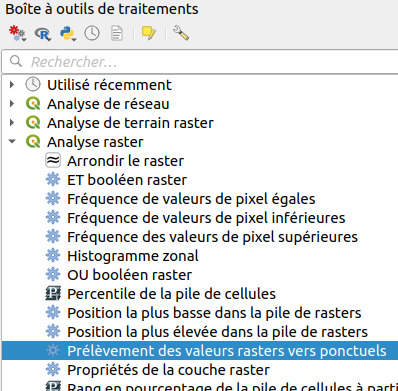 Boîte à outils de traitements
Rechercher...
Utilisé récemment
Analyse de réseau
Analyse de terrain raster
Analyse raster
Arrondir le raster
ET booléen raster
Fréquence de valeurs de pixel égales
Fréquence de valeurs de pixel inférieures
Fréquence des valeurs de pixel supérieures
Histogramme zonal
OU booléen raster
Percentile de la pile de cellules
Position la plus basse dans la pile de rasters
Position la plus élevée dans la pile de rasters
Prélèvement des valeurs rasters vers ponctuels
Propriétés de la couche raster
Rang en pourcentage de la pile de cellules à parti